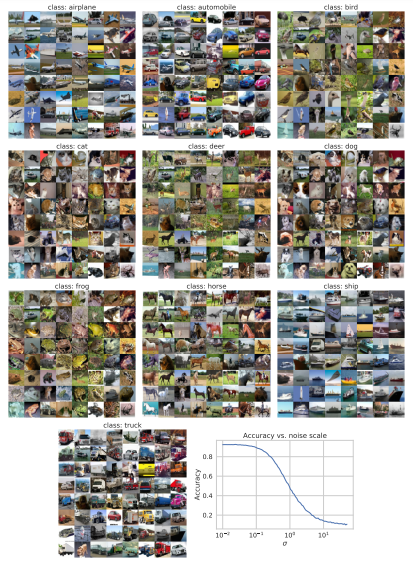 class: airplane
class: automobile
class: bird
class: cat
class: deer
class: dog
class: frog
class: horse
class: ship
class: truck
Accuracy vs. noise scale
Accuracy
0.8
0.6
0.4
0.2
10⁻² 10⁻¹ 10⁰ 10¹
σ